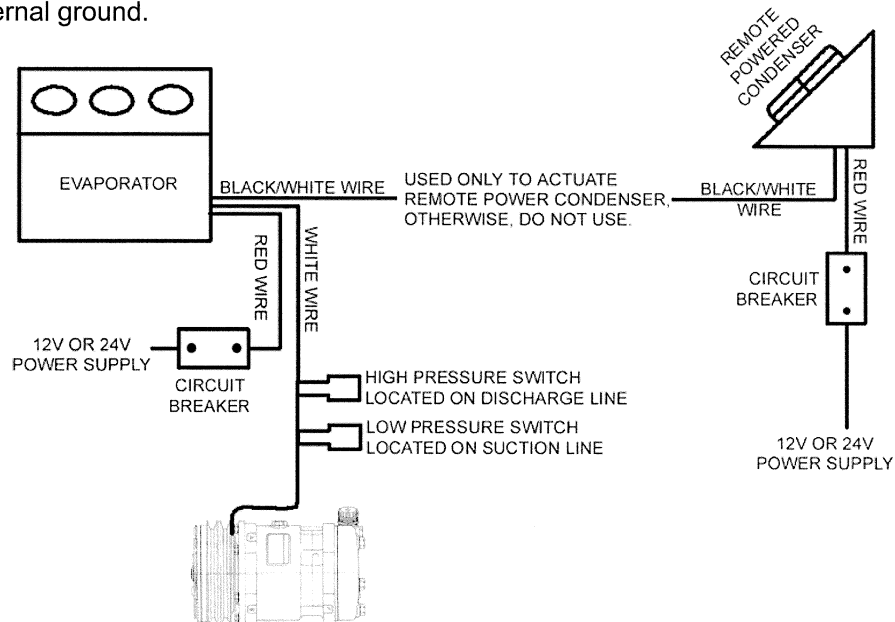 ernal ground.
REMOTE
POWERED
CONDENSER
EVAPORATOR
BLACK/WHITE WIRE
USED ONLY TO ACTUATE
REMOTE POWER CONDENSER,
OTHERWISE, DO NOT USE.
BLACK/WHITE
WIRE
RED WIRE
RED WIRE
WHITE WIRE
CIRCUIT
BREAKER
12V OR 24V
POWER SUPPLY
CIRCUIT
BREAKER
HIGH PRESSURE SWITCH
LOCATED ON DISCHARGE LINE
LOW PRESSURE SWITCH
LOCATED ON SUCTION LINE
12V OR 24V
POWER SUPPLY